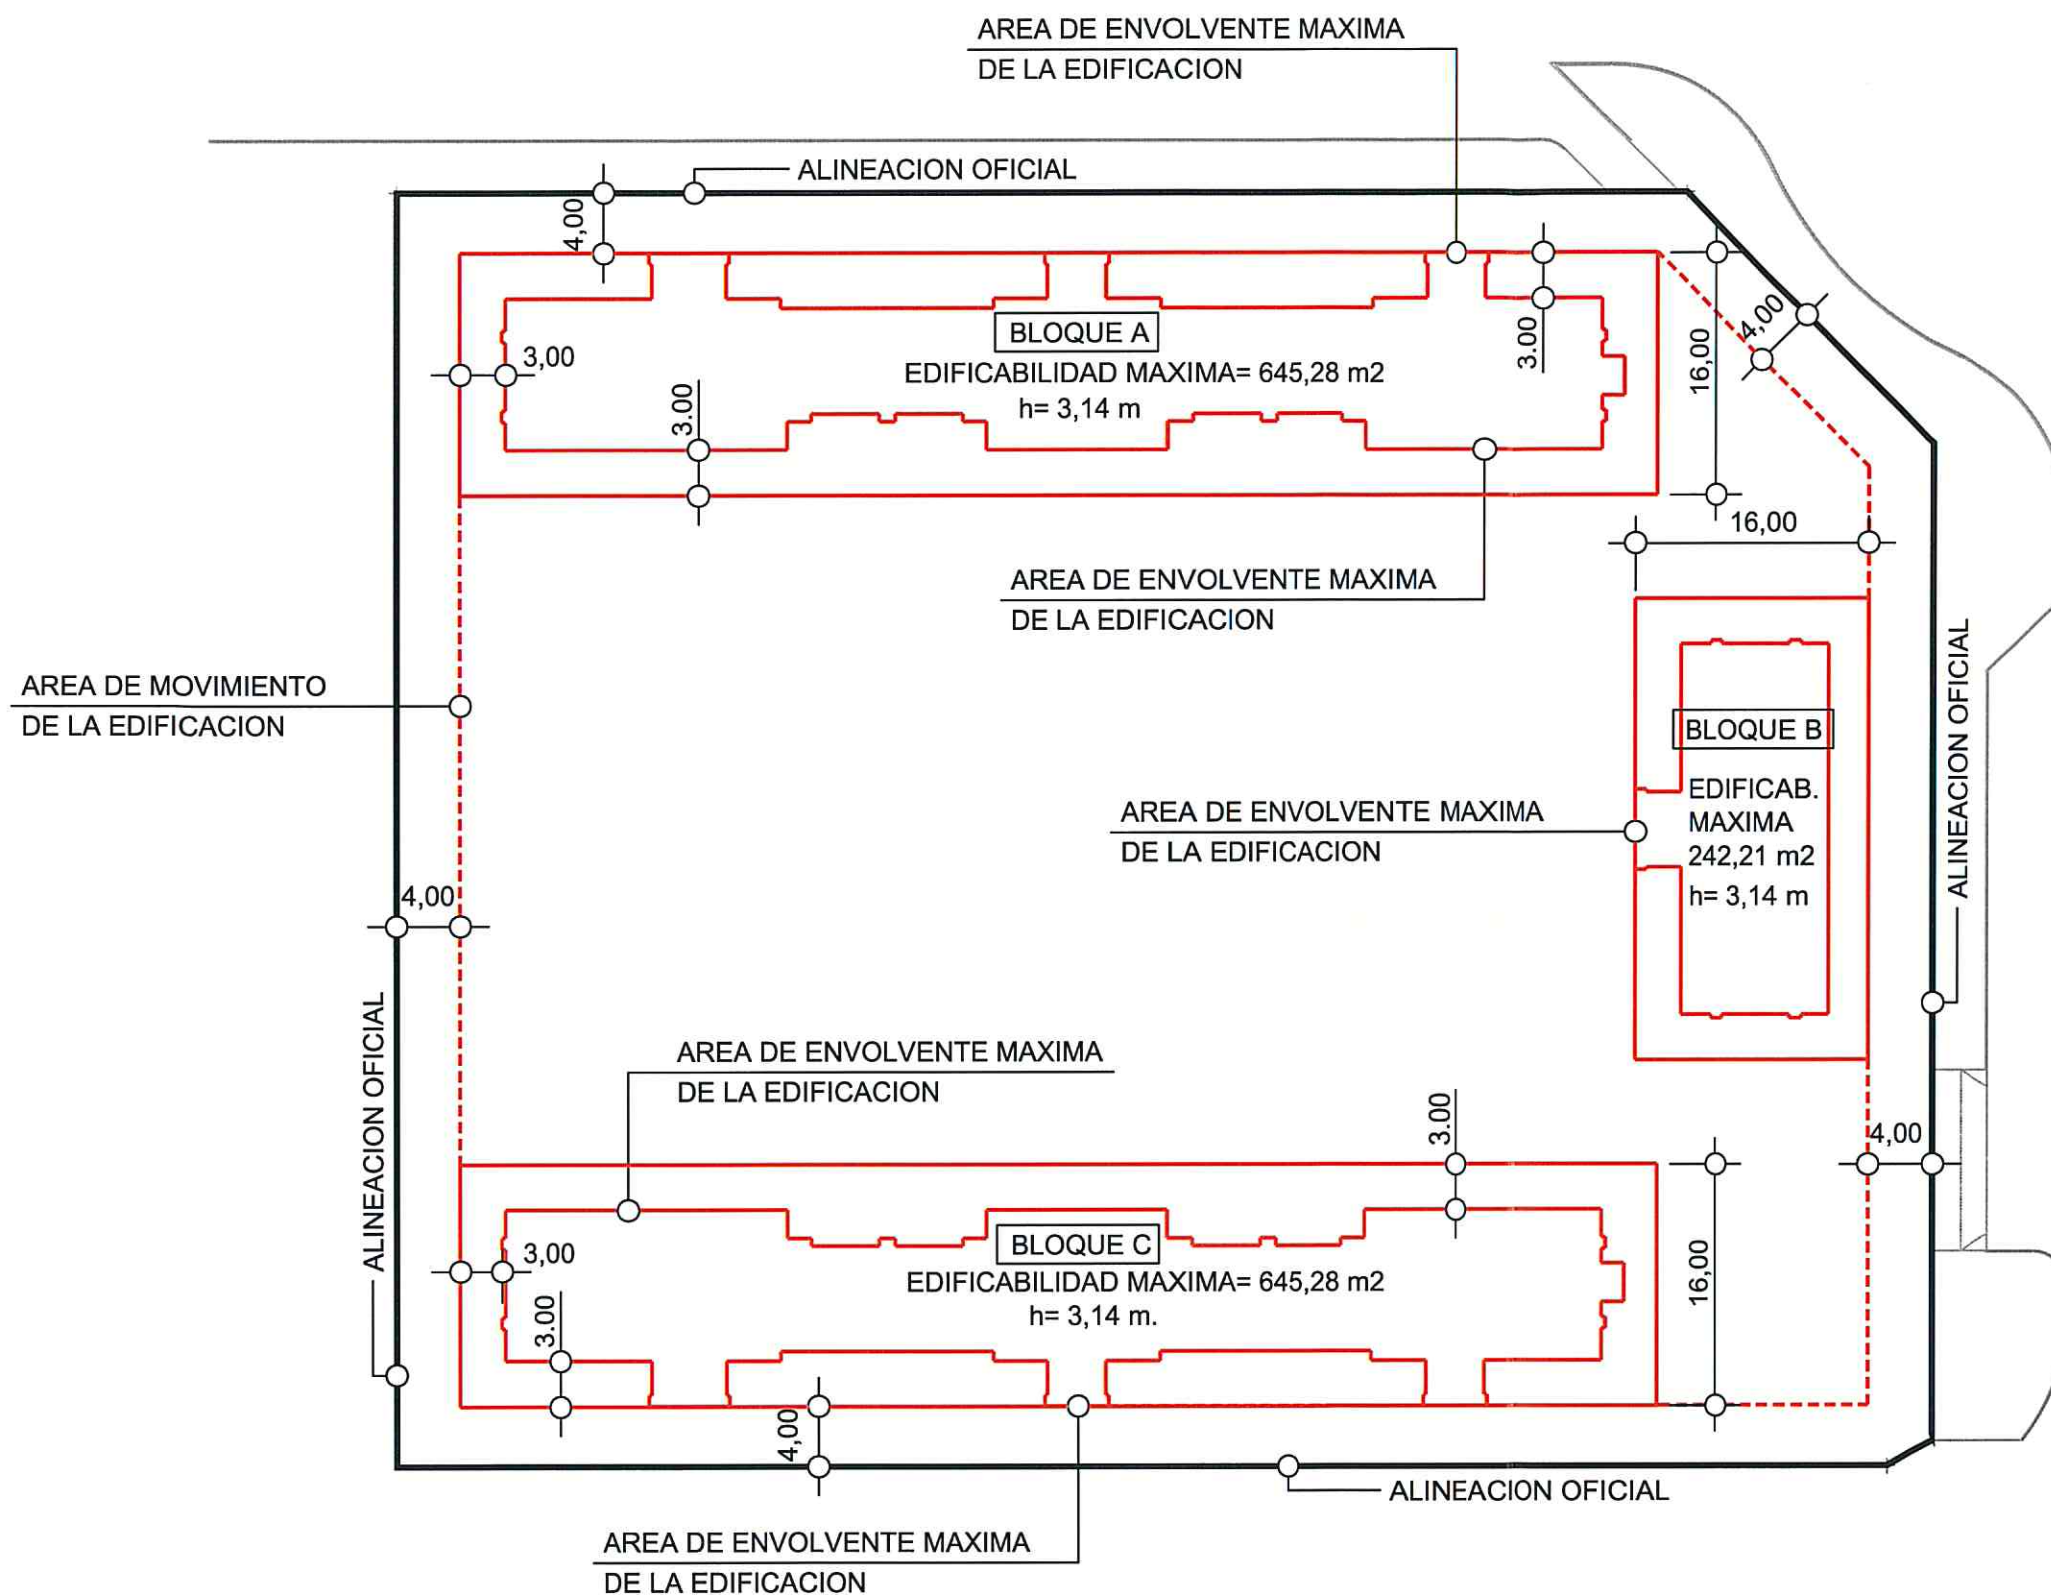 AREA DE ENVOLVENTE MAXIMA
DE LA EDIFICACION
ALINEACION OFICIAL
4,00
BLOQUE A
EDIFICABILIDAD MAXIMA= 645,28 m2
h= 3,14 m
3,00
3.00
3.00
16,00
4,00
16,00
AREA DE ENVOLVENTE MAXIMA
DE LA EDIFICACION
AREA DE MOVIMIENTO
DE LA EDIFICACION
BLOQUE B
EDIFICAB.
MAXIMA
242,21 m2
h= 3,14 m
ALINEACION OFICIAL
AREA DE ENVOLVENTE MAXIMA
DE LA EDIFICACION
4,00
ALINEACION OFICIAL
AREA DE ENVOLVENTE MAXIMA
DE LA EDIFICACION
3.00
4,00
BLOQUE C
EDIFICABILIDAD MAXIMA= 645,28 m2
h= 3,14 m.
3,00
3.00
16,00
4,00
ALINEACION OFICIAL
AREA DE ENVOLVENTE MAXIMA
DE LA EDIFICACION